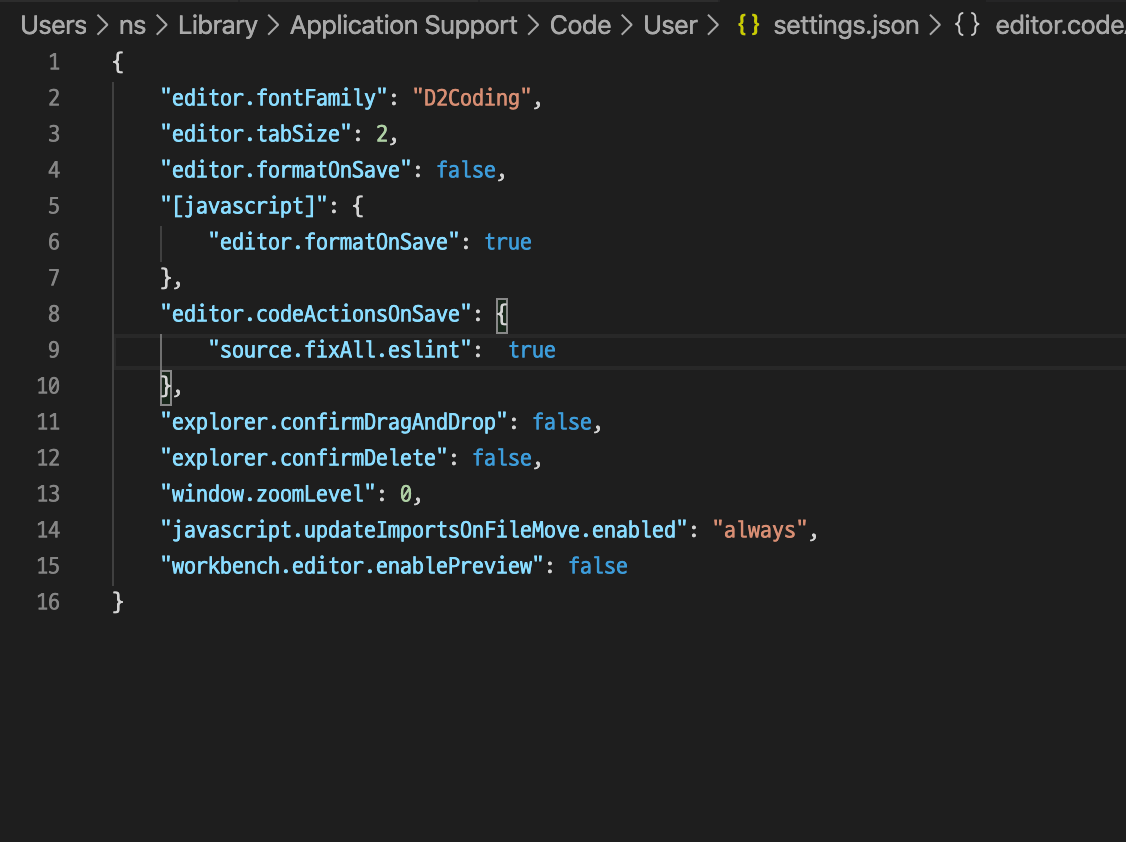 Users > ns > Library > Application Support > Code > User > {} settings.json > {} editor.code
1 {
2 "editor.fontFamily": "D2Coding",
3 "editor.tabSize": 2,
4 "editor.formatOnSave": false,
5 "[javascript]": {
6 "editor.formatOnSave": true
7 },
8 "editor.codeActionsOnSave": {
9 "source.fixAll.eslint":  true
10 },
11 "explorer.confirmDragAndDrop": false,
12 "explorer.confirmDelete": false,
13 "window.zoomLevel": 0,
14 "javascript.updateImportsOnFileMove.enabled": "always",
15 "workbench.editor.enablePreview": false
16 }